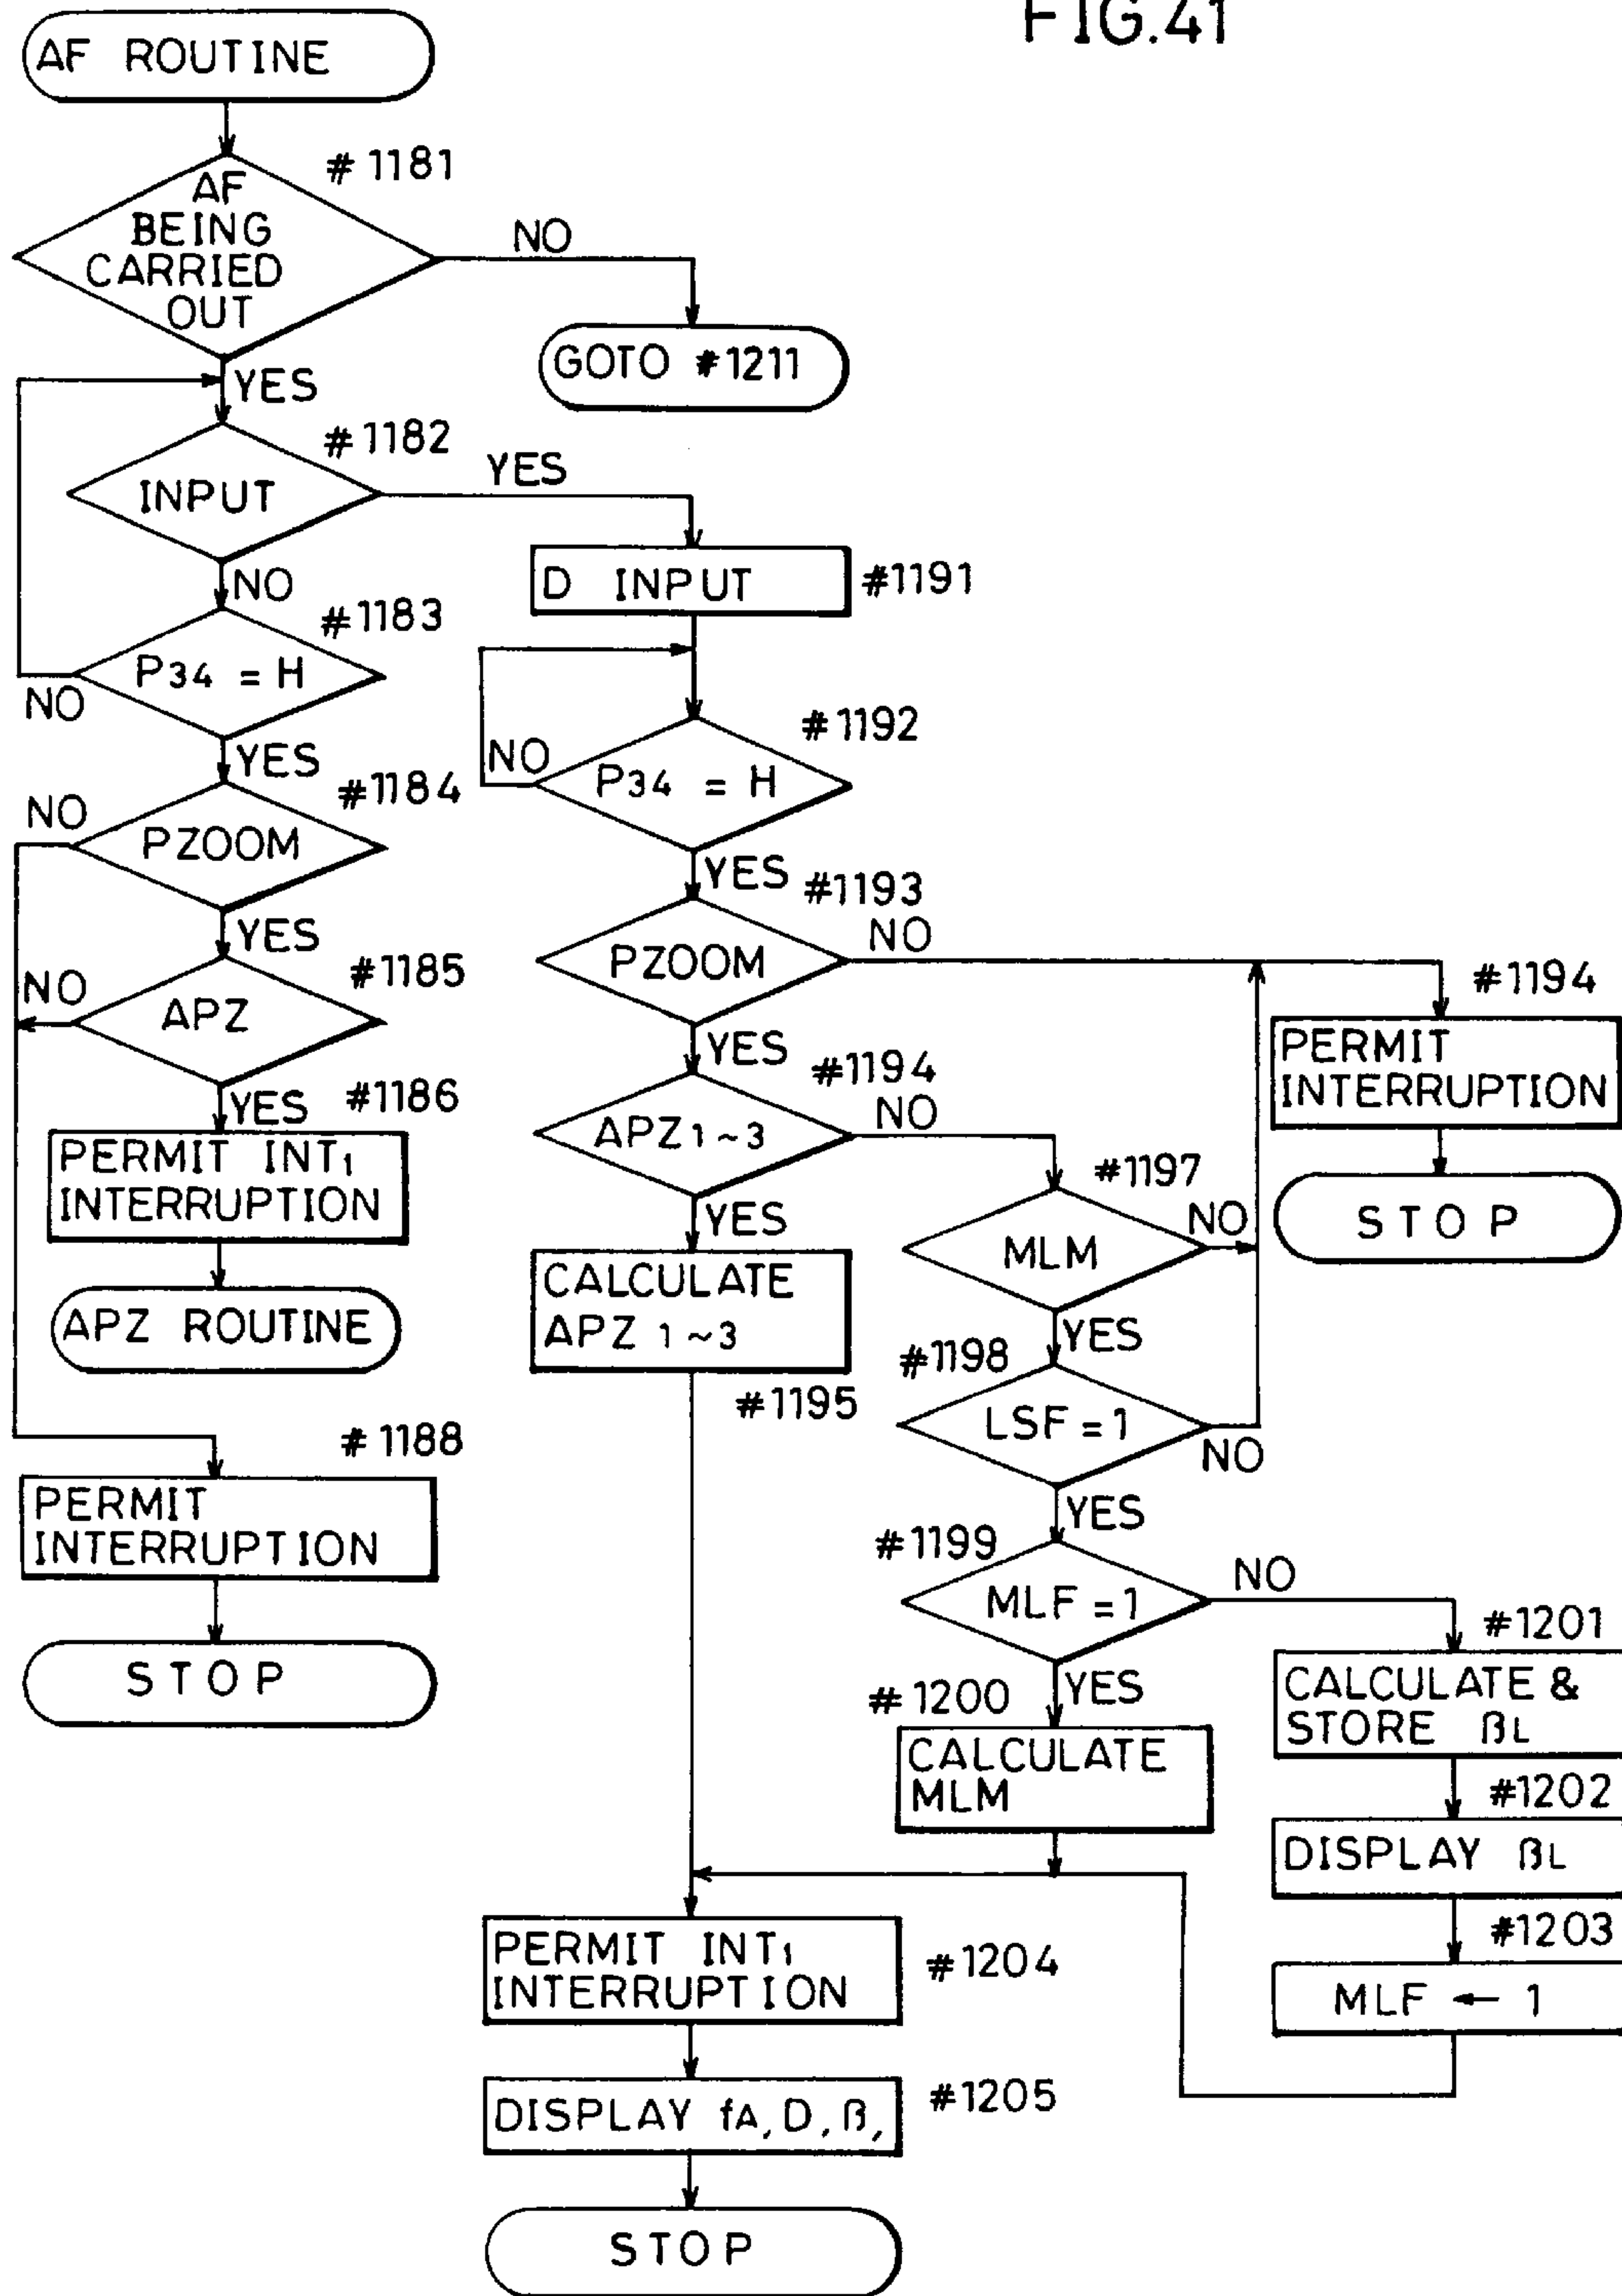 FIG.41
AF ROUTINE
#1181
AF
BEING
CARRIED
OUT
NO
GOTO #1211
YES
#1182
INPUT
YES
NO
#1183
P34 = H
NO
YES
#1184
PZOOM
NO
YES
#1185
APZ
NO
YES
#1186
PERMIT INT1
INTERRUPTION
APZ ROUTINE
#1188
PERMIT
INTERRUPTION
STOP
D INPUT
#1191
#1192
P34 = H
NO
YES
#1193
PZOOM
NO
#1194
PERMIT
INTERRUPTION
STOP
YES
#1194
APZ 1~3
NO
YES
CALCULATE
APZ 1~3
#1195
#1197
MLM
NO
YES
#1198
LSF = 1
NO
YES
#1199
MLF = 1
NO
YES
#1200
CALCULATE
MLM
#1201
CALCULATE &
STORE βL
#1202
DISPLAY βL
#1203
MLF ← 1
PERMIT INT1
INTERRUPTION
#1204
DISPLAY fA, D, β,
#1205
STOP